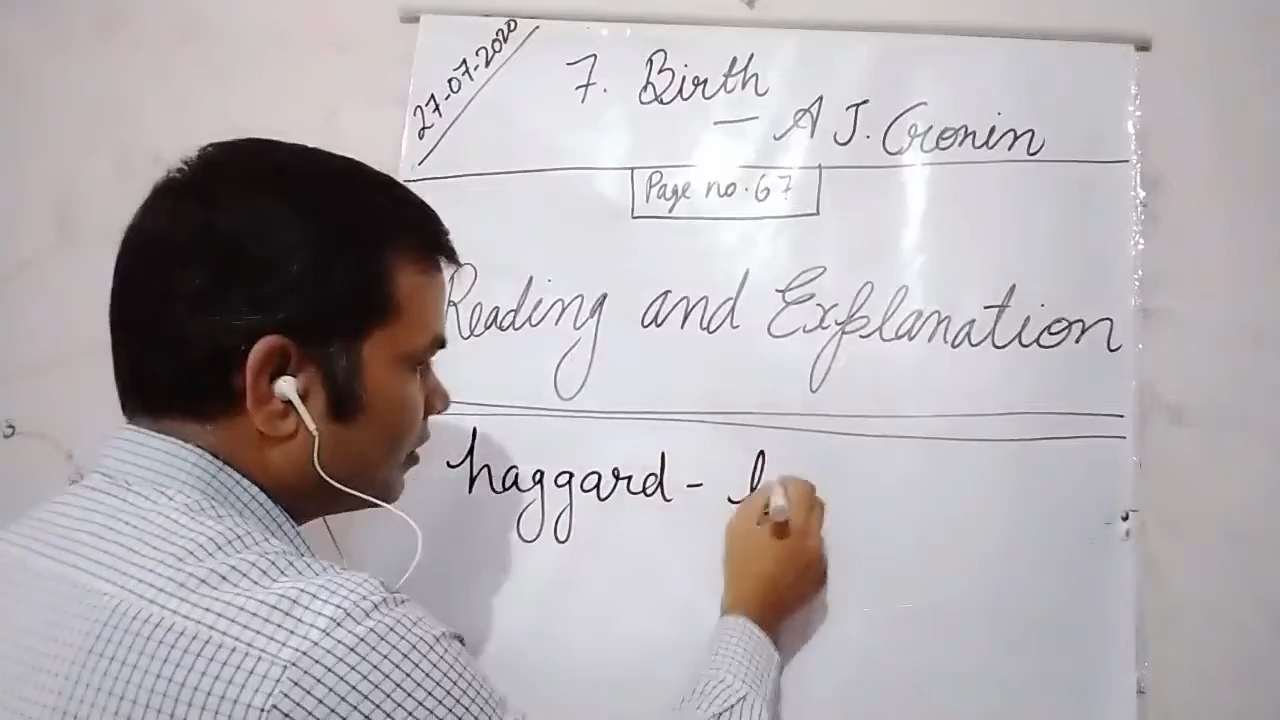 27-07-2020
7. Birth
— A J. Cronin
Page no. 67
Reading and Explanation
haggard - l